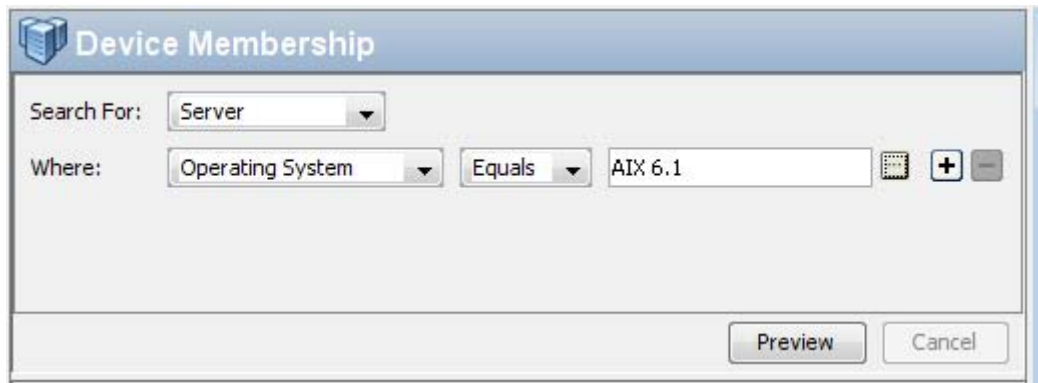 Device Membership
Search For: Server
Where: Operating System Equals AIX 6.1
Preview Cancel